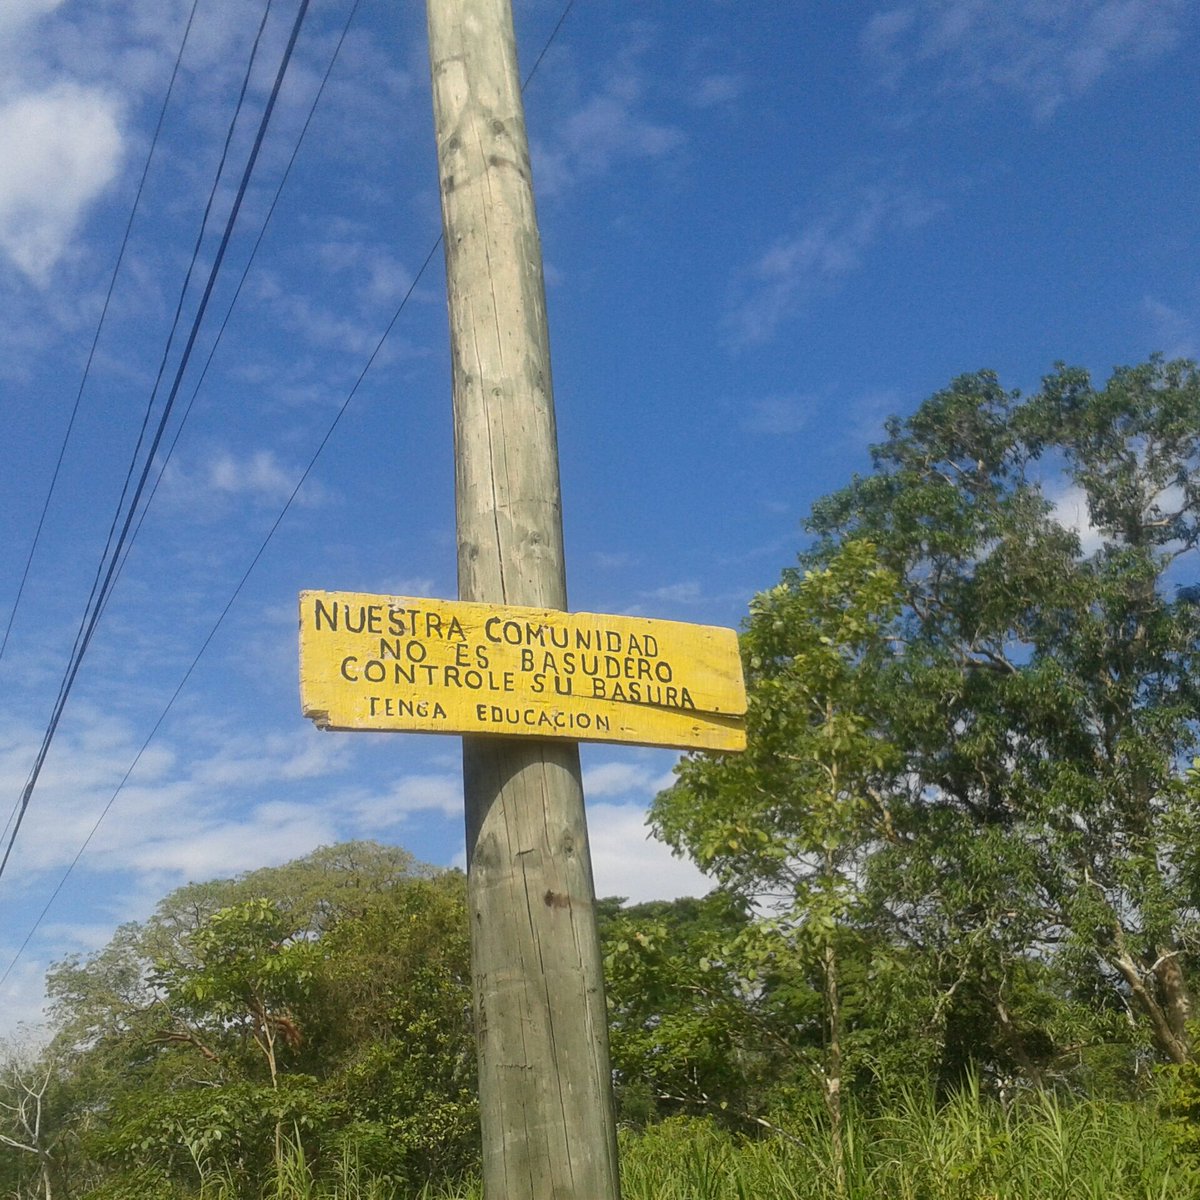 NUESTRA COMUNIDAD
NO ES BASUDERO
CONTROLE SU BASURA
TENGA EDUCACION.